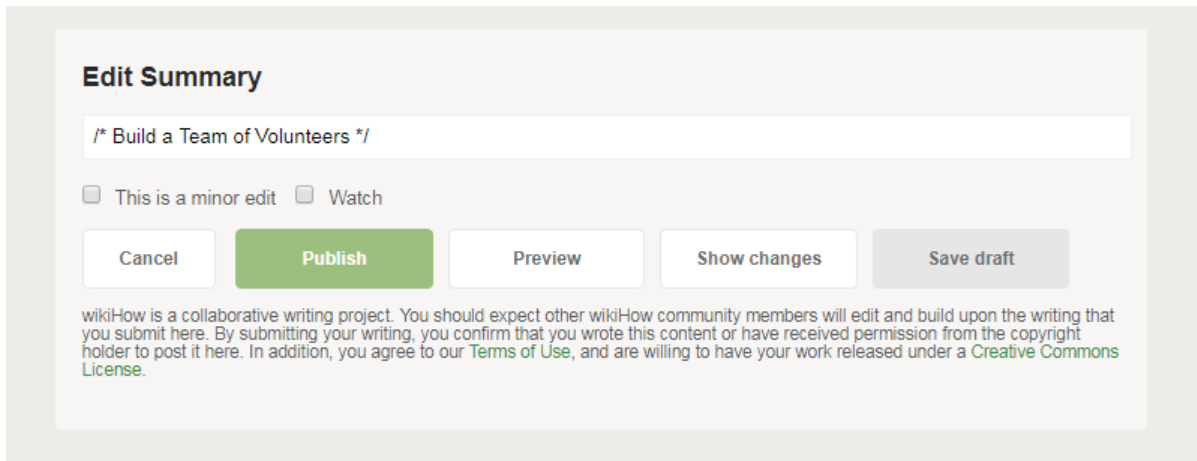 Edit Summary
/* Build a Team of Volunteers */
This is a minor edit Watch
Cancel Publish Preview Show changes Save draft
wikiHow is a collaborative writing project. You should expect other wikiHow community members will edit and build upon the writing that
you submit here. By submitting your writing, you confirm that you wrote this content or have received permission from the copyright
holder to post it here. In addition, you agree to our Terms of Use, and are willing to have your work released under a Creative Commons
License.